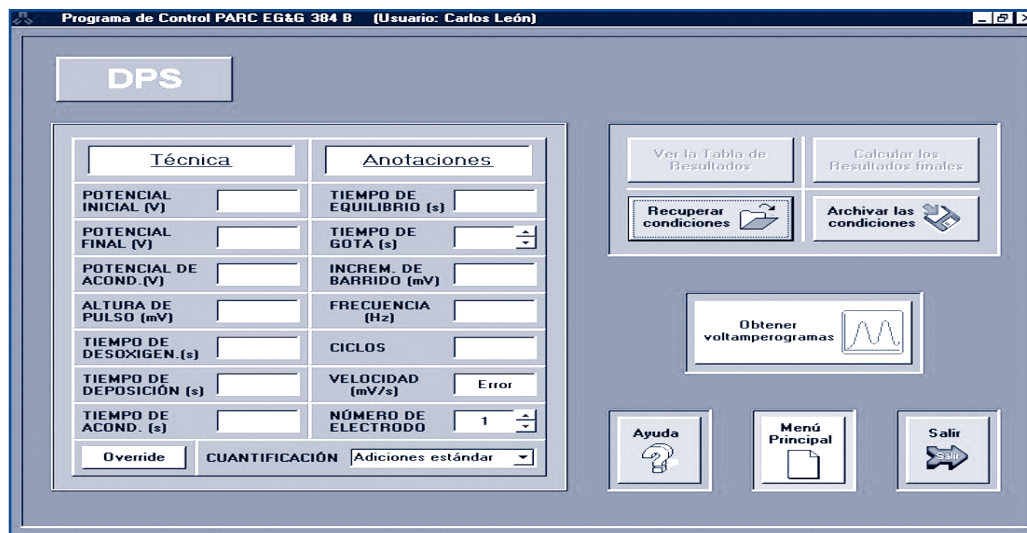 Programa de Control PARC EG&G 384 B (Usuario: Carlos León)
DPS
Técnica
Anotaciones
POTENCIAL
INICIAL (V)
TIEMPO DE
EQUILIBRIO (s)
POTENCIAL
FINAL (V)
TIEMPO DE
GOTA (s)
POTENCIAL DE
ACOND.(V)
INCREM. DE
BARRIDO (mV)
ALTURA DE
PULSO (mV)
FRECUENCIA
(Hz)
TIEMPO DE
DESOXIGEN.(s)
CICLOS
TIEMPO DE
DEPOSICIÓN (s)
VELOCIDAD
(mV/s)
Error
TIEMPO DE
ACOND. (s)
NÚMERO DE
ELECTRODO
1
Override
CUANTIFICACIÓN
Adiciones estándar
Ver la Tabla de
Resultados
Calcular los
Resultados finales
Recuperar
condiciones
Archivar las
condiciones
Obtener
voltamperogramas
Ayuda
Menú
Principal
Salir
Salir